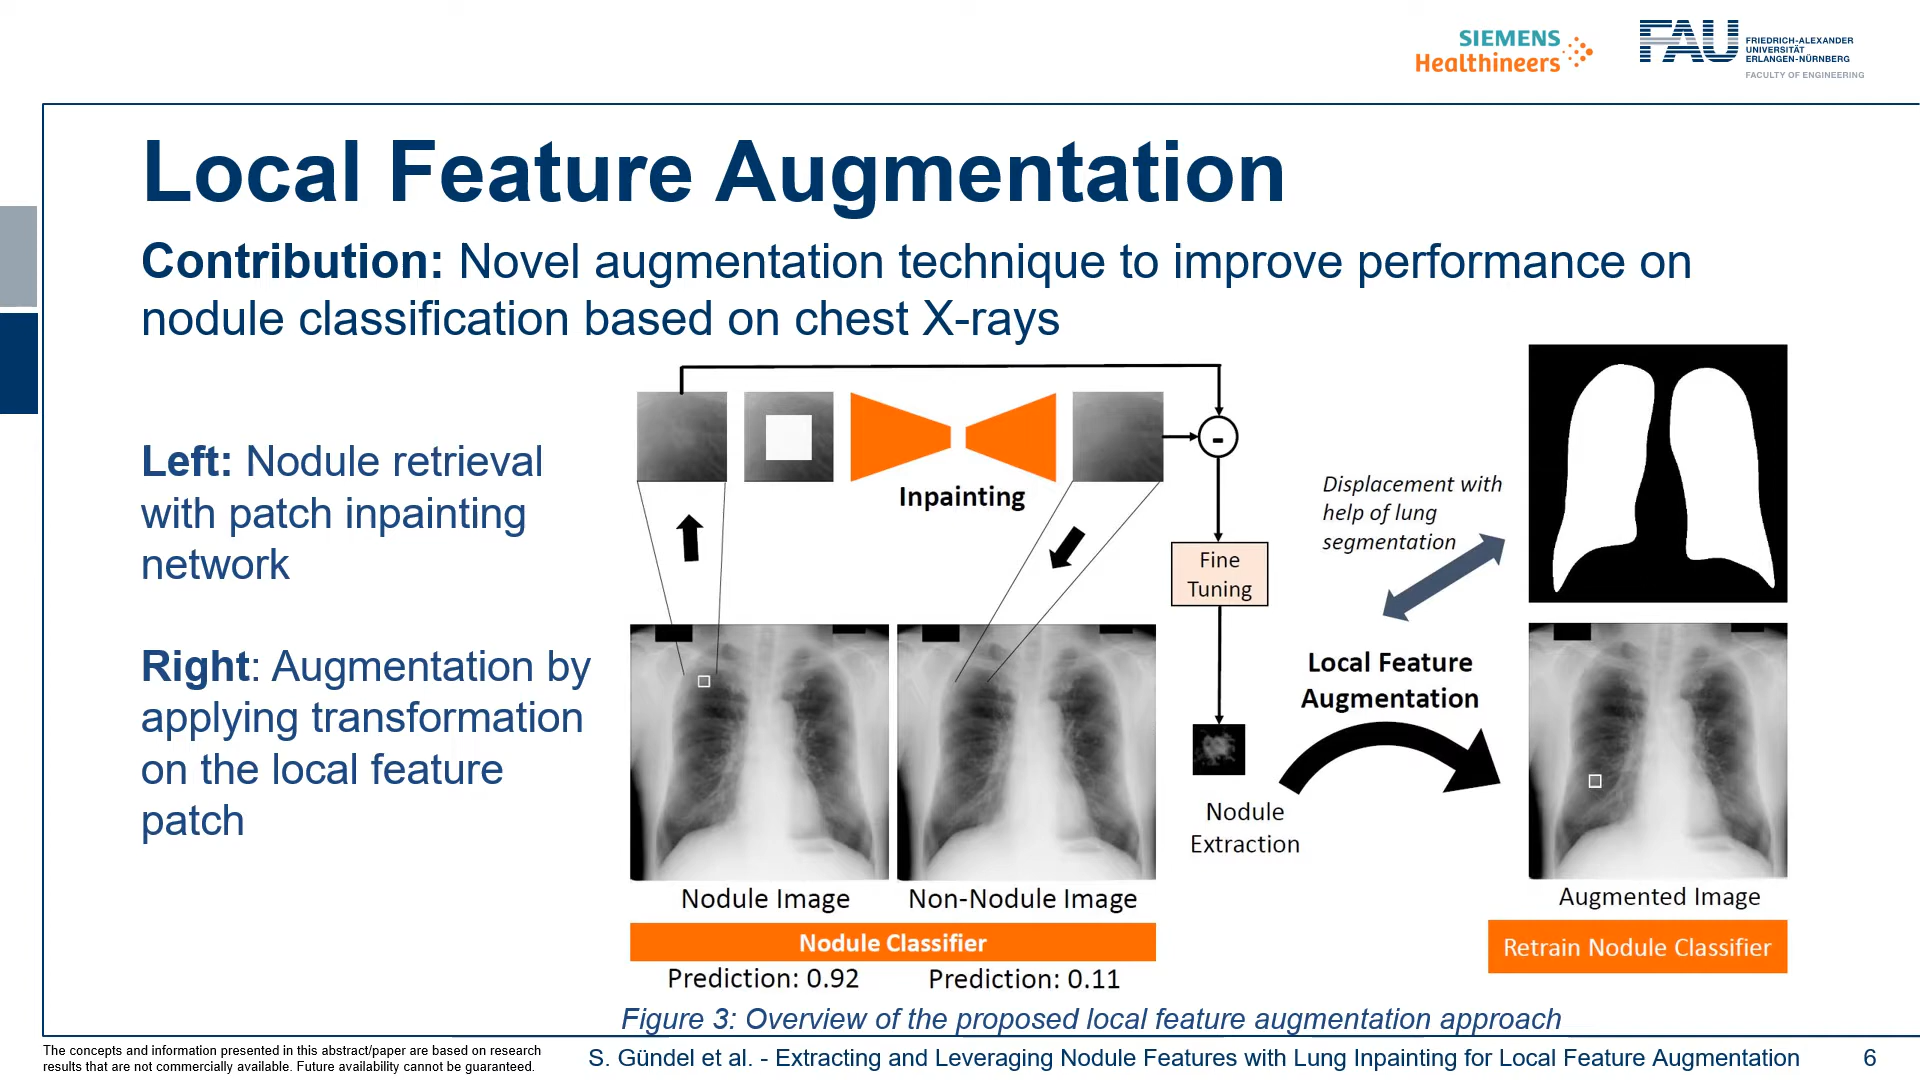 SIEMENS
Healthineers
FAU
FRIEDRICH-ALEXANDER
UNIVERSITÄT
ERLANGEN-NÜRNBERG
FACULTY OF ENGINEERING
Local Feature Augmentation
Contribution: Novel augmentation technique to improve performance on
nodule classification based on chest X-rays
Left: Nodule retrieval
with patch inpainting
network
Right: Augmentation by
applying transformation
on the local feature
patch
Inpainting
-
Fine
Tuning
Displacement with
help of lung
segmentation
Local Feature
Augmentation
Nodule
Extraction
Nodule Image
Non-Nodule Image
Augmented Image
Nodule Classifier
Retrain Nodule Classifier
Prediction: 0.92
Prediction: 0.11
Figure 3: Overview of the proposed local feature augmentation approach
The concepts and information presented in this abstract/paper are based on research
results that are not commercially available. Future availability cannot be guaranteed.
S. Gündel et al. - Extracting and Leveraging Nodule Features with Lung Inpainting for Local Feature Augmentation
6